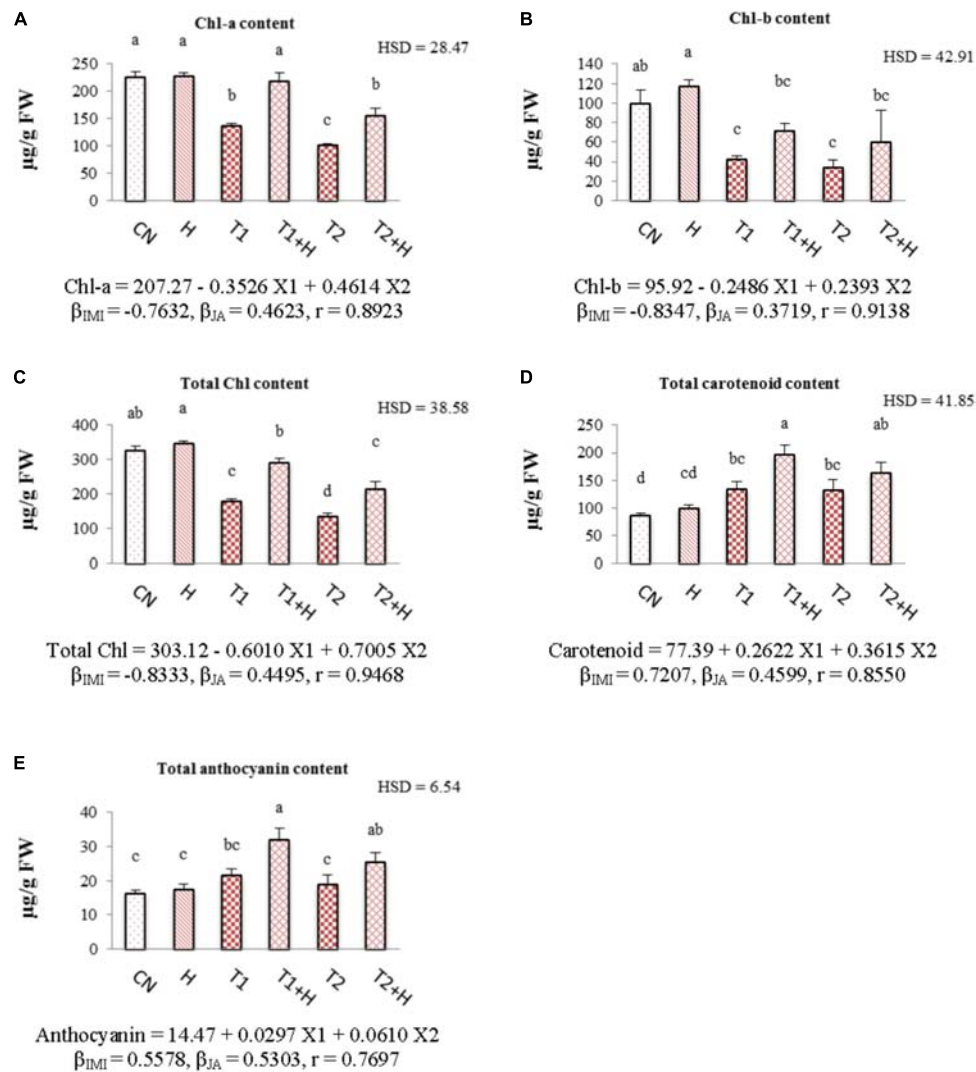 A
Chl-a content
HSD = 28.47
a a b a c b
µg/g FW
250
200
150
100
50
0
CN H T1 T1+H T2 T2+H
Chl-a = 207.27 - 0.3526 X1 + 0.4614 X2
βIMI = -0.7632, βJA = 0.4623, r = 0.8923
B
Chl-b content
HSD = 42.91
ab a c bc c bc
µg/g FW
140
120
100
80
60
40
20
0
CN H T1 T1+H T2 T2+H
Chl-b = 95.92 - 0.2486 X1 + 0.2393 X2
βIMI = -0.8347, βJA = 0.3719, r = 0.9138
C
Total Chl content
HSD = 38.58
ab a c b d c
µg/g FW
400
300
200
100
0
CN H T1 T1+H T2 T2+H
Total Chl = 303.12 - 0.6010 X1 + 0.7005 X2
βIMI = -0.8333, βJA = 0.4495, r = 0.9468
D
Total carotenoid content
HSD = 41.85
d cd bc a bc ab
µg/g FW
250
200
150
100
50
0
CN H T1 T1+H T2 T2+H
Carotenoid = 77.39 + 0.2622 X1 + 0.3615 X2
βIMI = 0.7207, βJA = 0.4599, r = 0.8550
E
Total anthocyanin content
HSD = 6.54
c c bc a c ab
µg/g FW
40
30
20
10
0
CN H T1 T1+H T2 T2+H
Anthocyanin = 14.47 + 0.0297 X1 + 0.0610 X2
βIMI = 0.5578, βJA = 0.5303, r = 0.7697